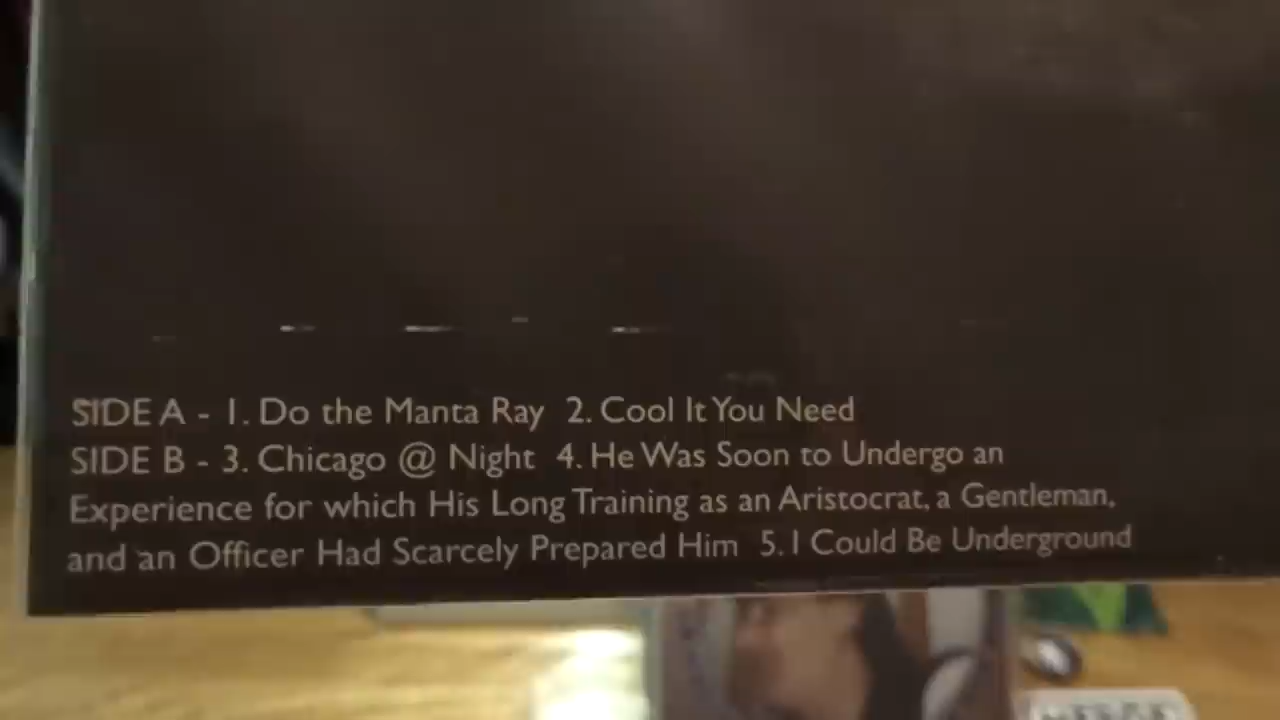 SIDE A - 1. Do the Manta Ray 2. Cool It You Need
SIDE B - 3. Chicago @ Night 4. He Was Soon to Undergo an
Experience for which His Long Training as an Aristocrat, a Gentleman,
and an Officer Had Scarcely Prepared Him 5. I Could Be Underground